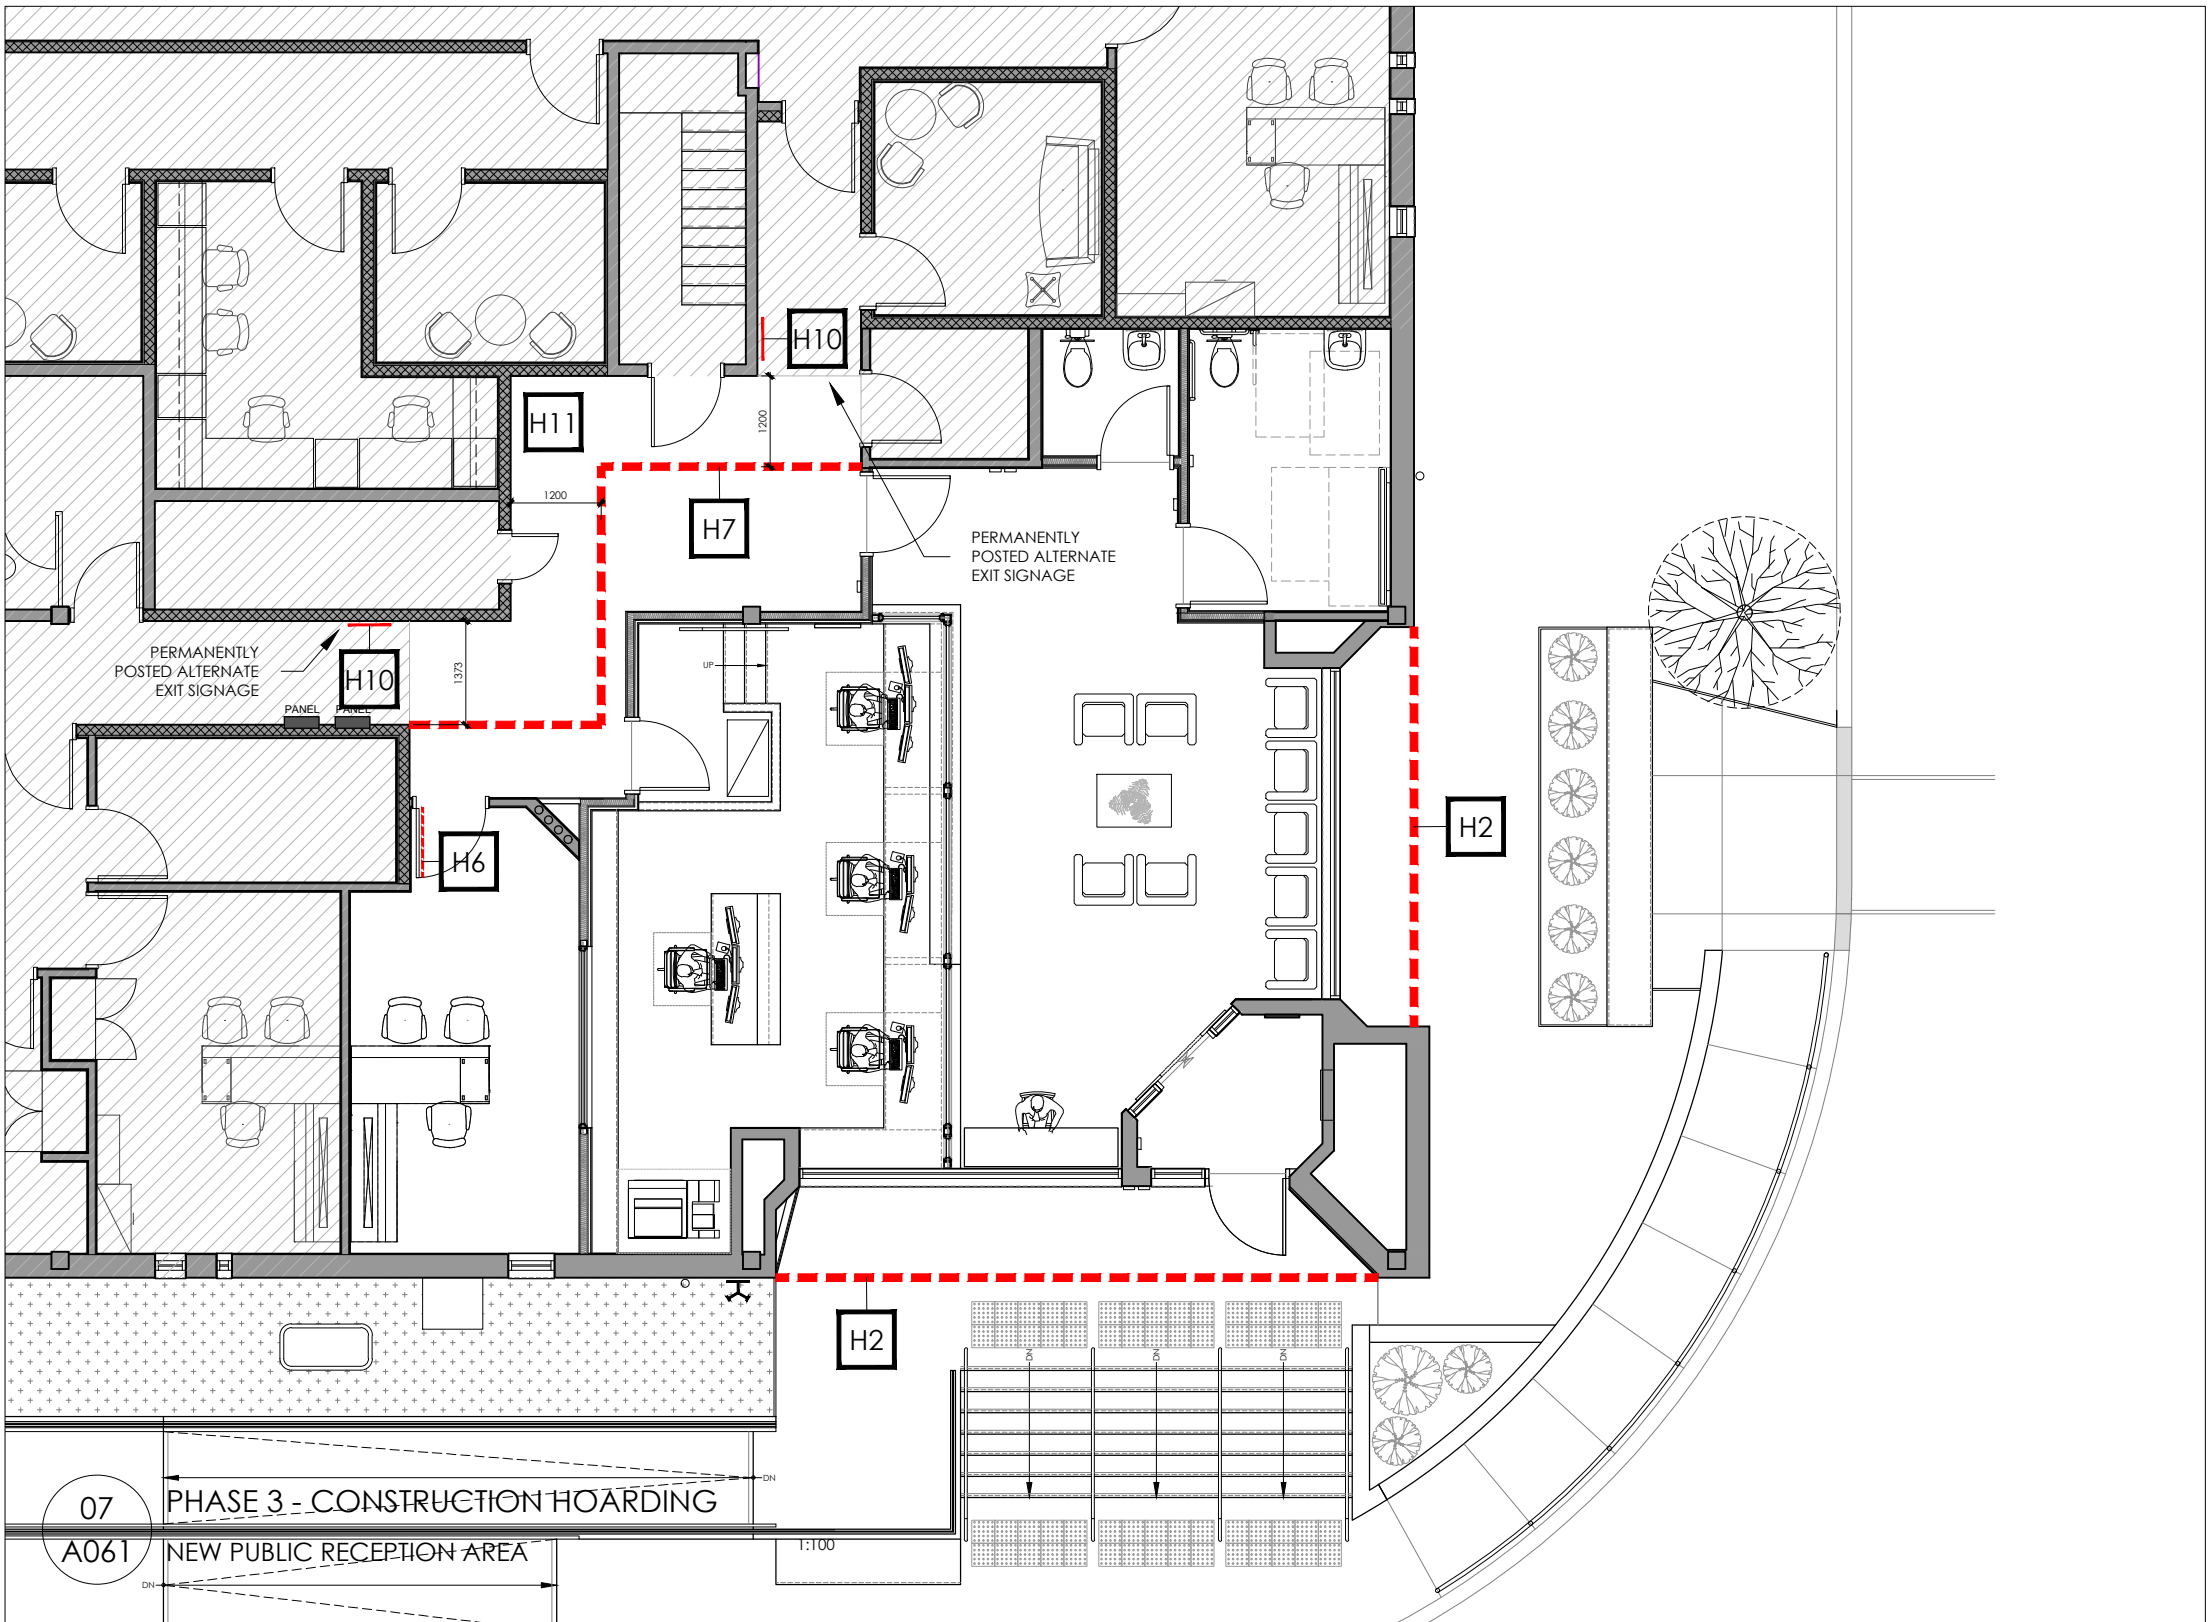 H10
H11
1200
1200
H7
PERMANENTLY
POSTED ALTERNATE
EXIT SIGNAGE
PERMANENTLY
POSTED ALTERNATE
EXIT SIGNAGE
H10
1373
UP
PANEL
PANEL
H6
H2
H2
DN
DN
DN
DN
07
A061
PHASE 3 - CONSTRUCTION HOARDING
NEW PUBLIC RECEPTION AREA
1:100
DN